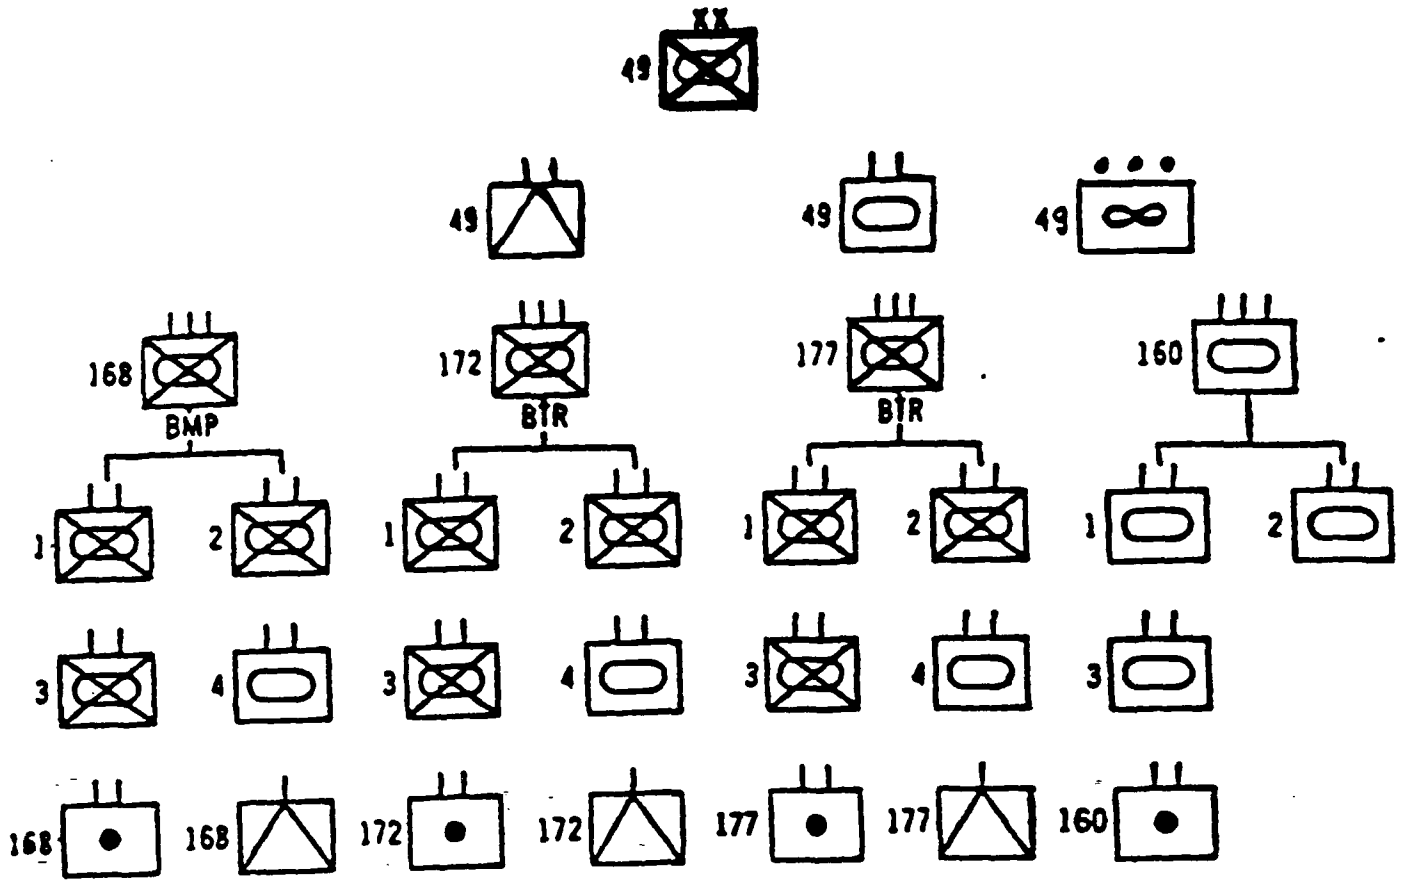 XX
49
49 49 49
168 172 177 160
BMP BTR BTR
1 2 1 2 1 2 1 2
3 4 3 4 3 4 3
168 168 172 172 177 177 160